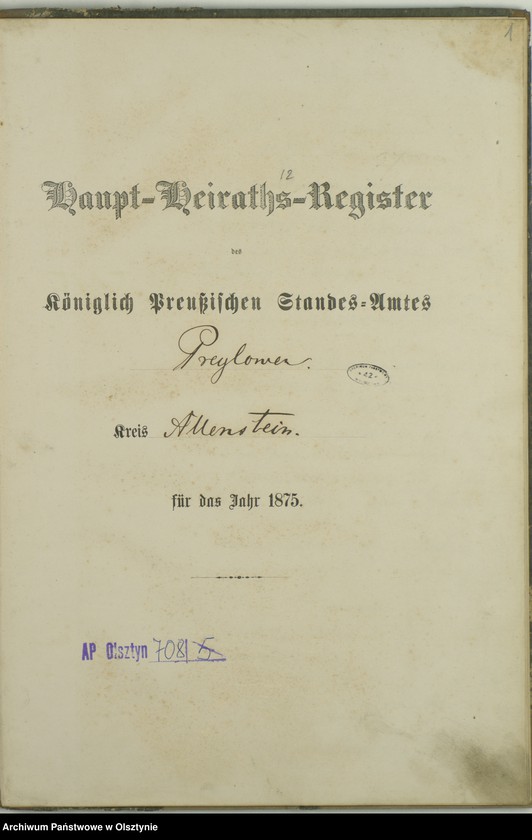 1
12
Haupt-Heiraths-Register
des
Königlich Preußischen Standes-Amtes
Preylowen.
Kreis Allenstein.
für das Jahr 1875.
AP Olsztyn 708/5
Archiwum Państwowe w Olsztynie